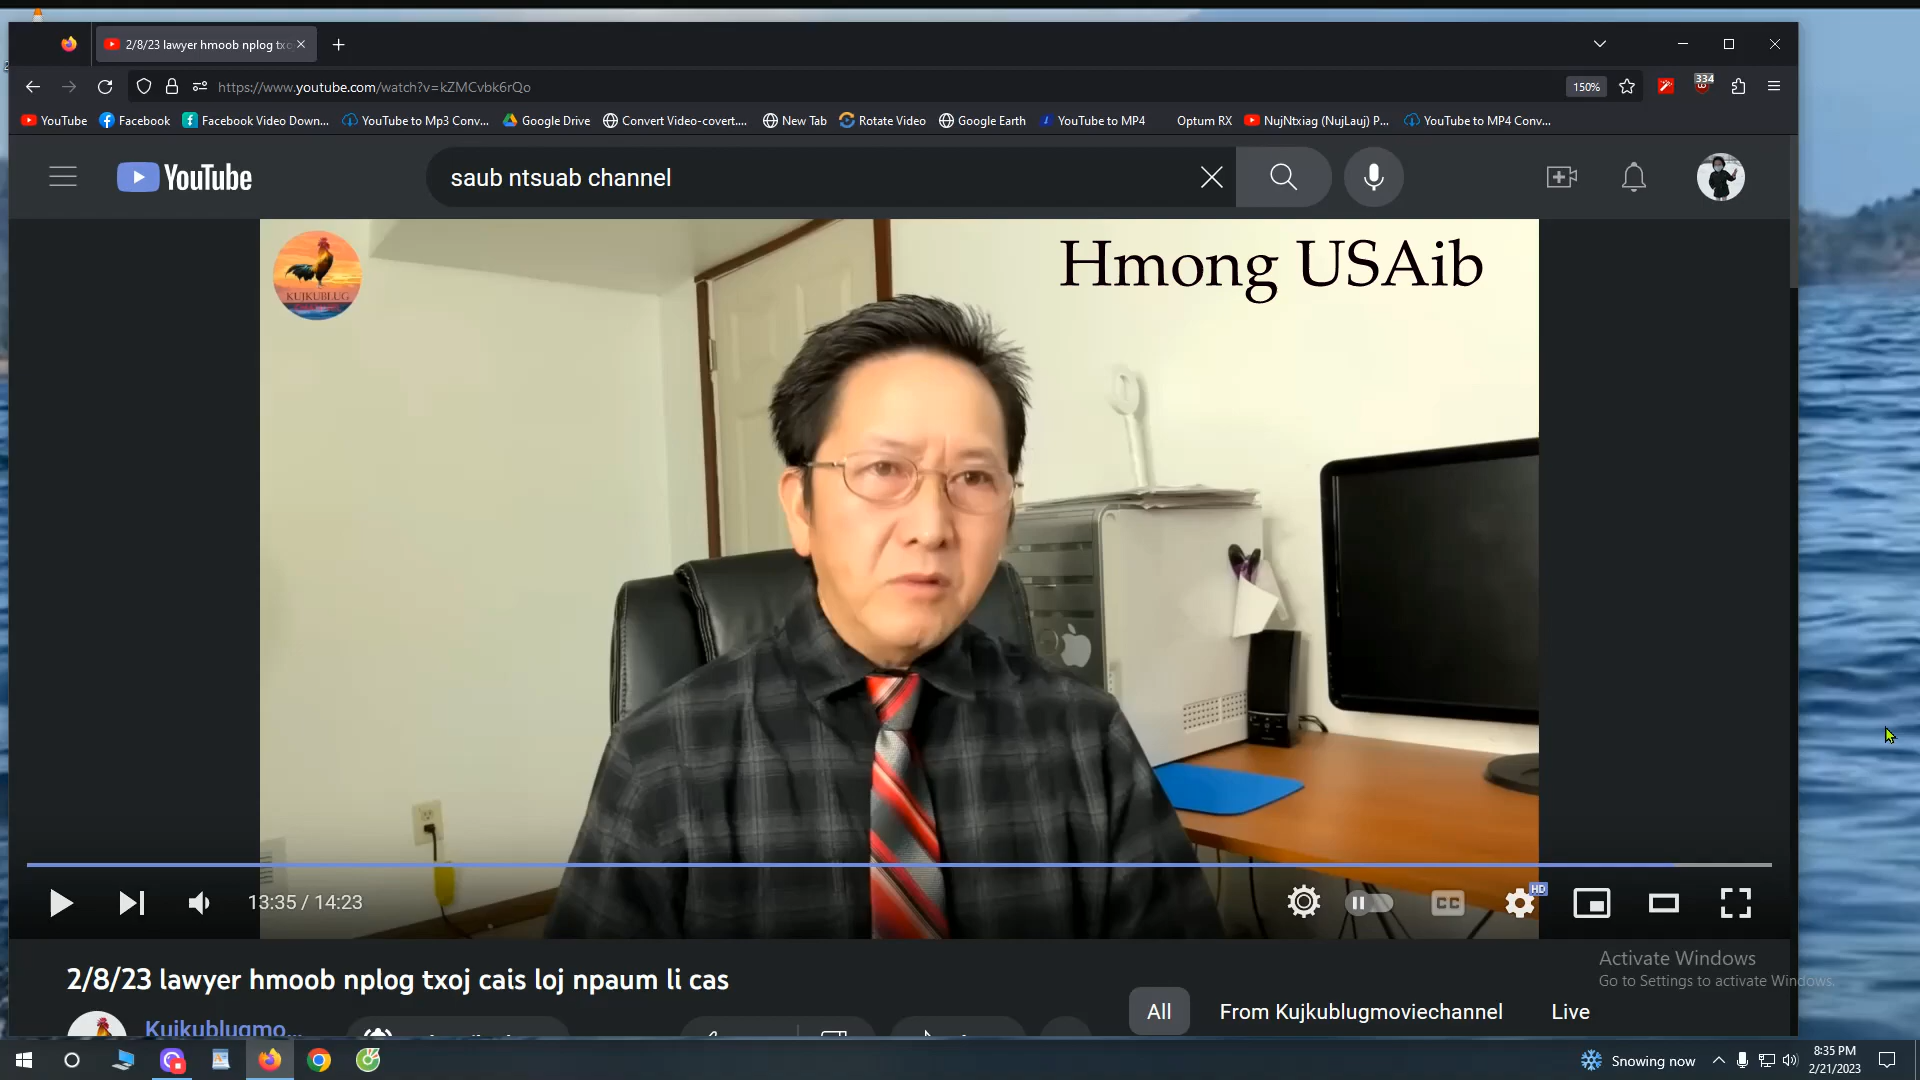 2/8/23 lawyer hmoob nplog txo
https://www.youtube.com/watch?v=kZMCvbk6rQo
150%
334
YouTube
Facebook
Facebook Video Down...
YouTube to Mp3 Conv...
Google Drive
Convert Video-covert....
New Tab
Rotate Video
Google Earth
YouTube to MP4
Optum RX
NujNtxiag (NujLauj) P...
YouTube to MP4 Conv...
YouTube
saub ntsuab channel
KUJKUBLUG
Hmong USAib
13:35 / 14:23
CC
HD
Activate Windows
Go to Settings to activate Windows.
2/8/23 lawyer hmoob nplog txoj cais loj npaum li cas
All
From Kujkublugmoviechannel
Live
Kujkublugmo...
Snowing now
8:35 PM
2/21/2023